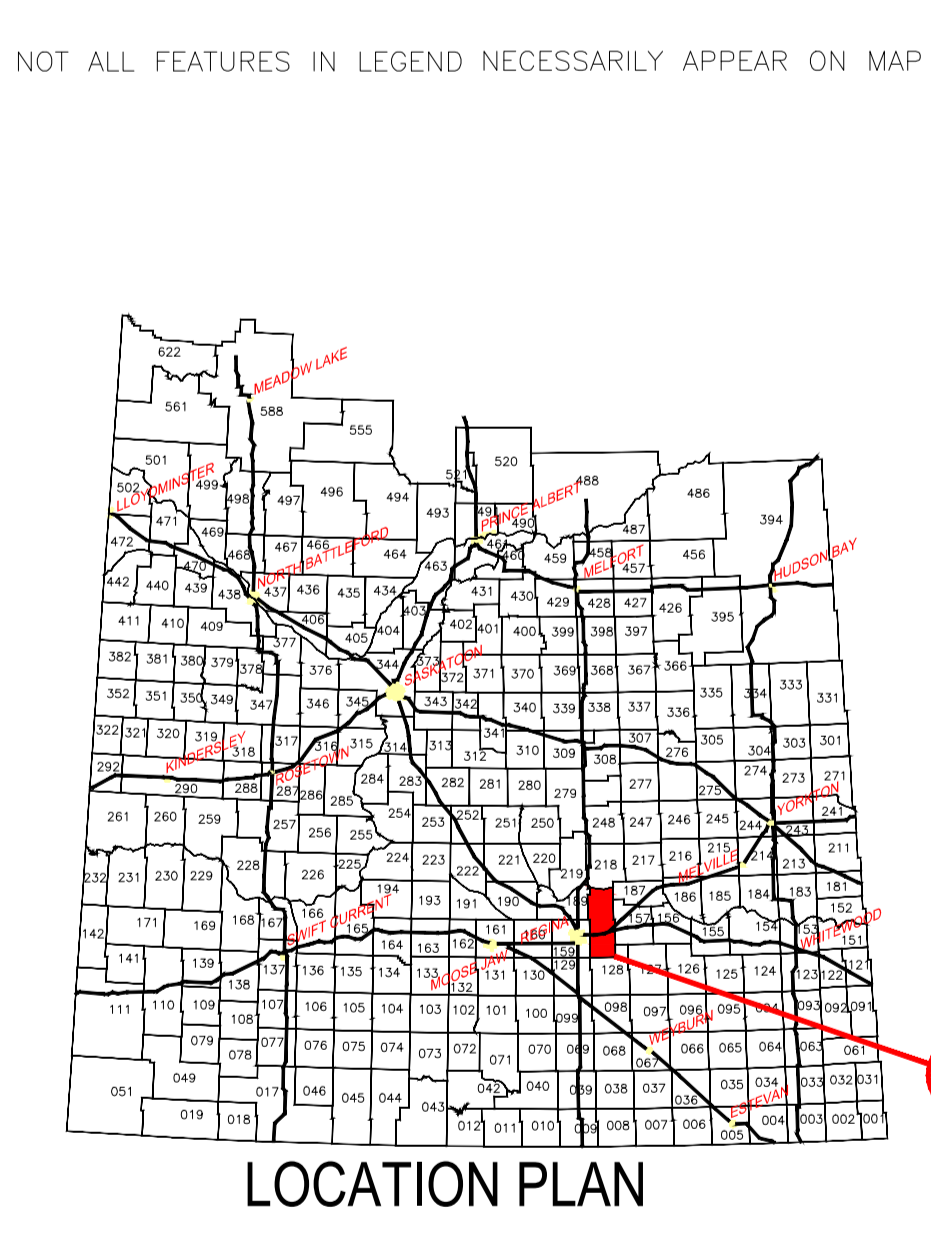 NOT ALL FEATURES IN LEGEND NECESSARILY APPEAR ON MAP
622
MEADOW LAKE
561 588
555
501 520
502 LLOYDMINSTER 499 498 497 496 494 521 488 486
471 493 491 PRINCE ALBERT 490 487 394
472 469 468 467 466 464 463 461 460 459 458 457 456
470 NORTH BATTLEFORD MELFORT HUDSON BAY
442 440 439 438 437 436 435 434 431 430 429 428 427 426 395
411 410 409 406 405 404 403 402 401 400 399 398 397
382 381 380 379 378 377 376 344 373 372 371 370 369 368 367 366
SASKATOON
352 351 350 349 347 346 345 343 342 340 339 338 337 336 335 334 333 331
322 321 320 319 318 317 316 315 314 313 312 341 310 309 308 307 276 305 304 303 301
292 KINDERSLEY ROSETOWN
290 288 287 286 285 284 283 282 281 280 279 277 275 274 273 271
261 260 259 257 256 255 254 253 252 251 250 248 247 246 245 244 YORKTON 243 241
232 231 230 229 228 226 225 224 223 222 221 220 219 218 217 216 215 214 213 211
MELVILLE
194 193 191 190 189 187 186 185 184 183 181
142 171 169 168 167 166 SWIFT CURRENT 165 164 163 162 161 160 REGINA 159 157 156 155 154 153 152 151
WHITEWOOD
141 139 138 137 136 135 134 133 132 MOOSE JAW 131 130 129 128 127 126 125 124 123 122 121
111 110 109 108 107 106 105 104 103 102 101 100 099 098 097 096 095 094 093 092 091
079 078 077 076 075 074 073 072 071 070 069 068 067 WEYBURN 066 065 064 063 061
051 049 017 046 045 044 043 042 040 039 038 037 036 035 034 033 032 031
019 018 012 011 010 009 008 007 006 005 ESTEVAN 004 003 002 001
LOCATION PLAN